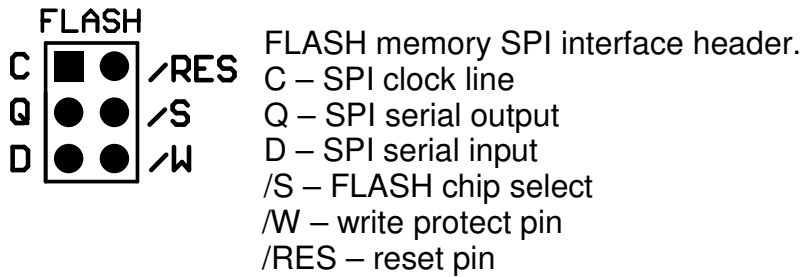 FLASH
C /RES
Q /S
D /W
FLASH memory SPI interface header.
C – SPI clock line
Q – SPI serial output
D – SPI serial input
/S – FLASH chip select
/W – write protect pin
/RES – reset pin